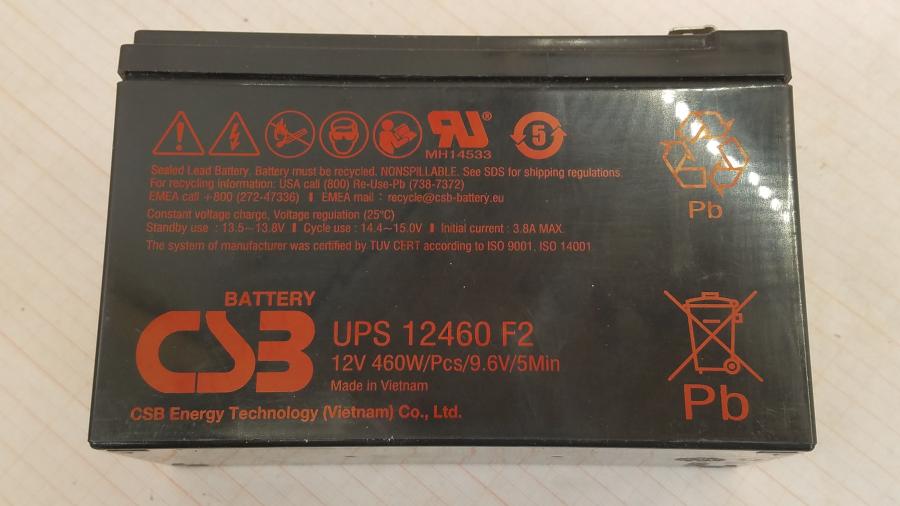 RU®
MH14533
5
Sealed Lead Battery. Battery must be recycled. NONSPILLABLE. See SDS for shipping regulations.
For recycling information: USA call (800) Re-Use-Pb (738-7372)
EMEA call +800 (272-47336) | EMEA mail : recycle@csb-battery.eu
Constant voltage charge, Voltage regulation (25°C)
Standby use : 13.5~13.8V | Cycle use : 14.4~15.0V | Initial current : 3.8A MAX.
The system of manufacturer was certified by TUV CERT according to ISO 9001, ISO 14001
Pb
BATTERY
CSB
UPS 12460 F2
12V 460W/Pcs/9.6V/5Min
Made in Vietnam
CSB Energy Technology (Vietnam) Co., Ltd.
Pb